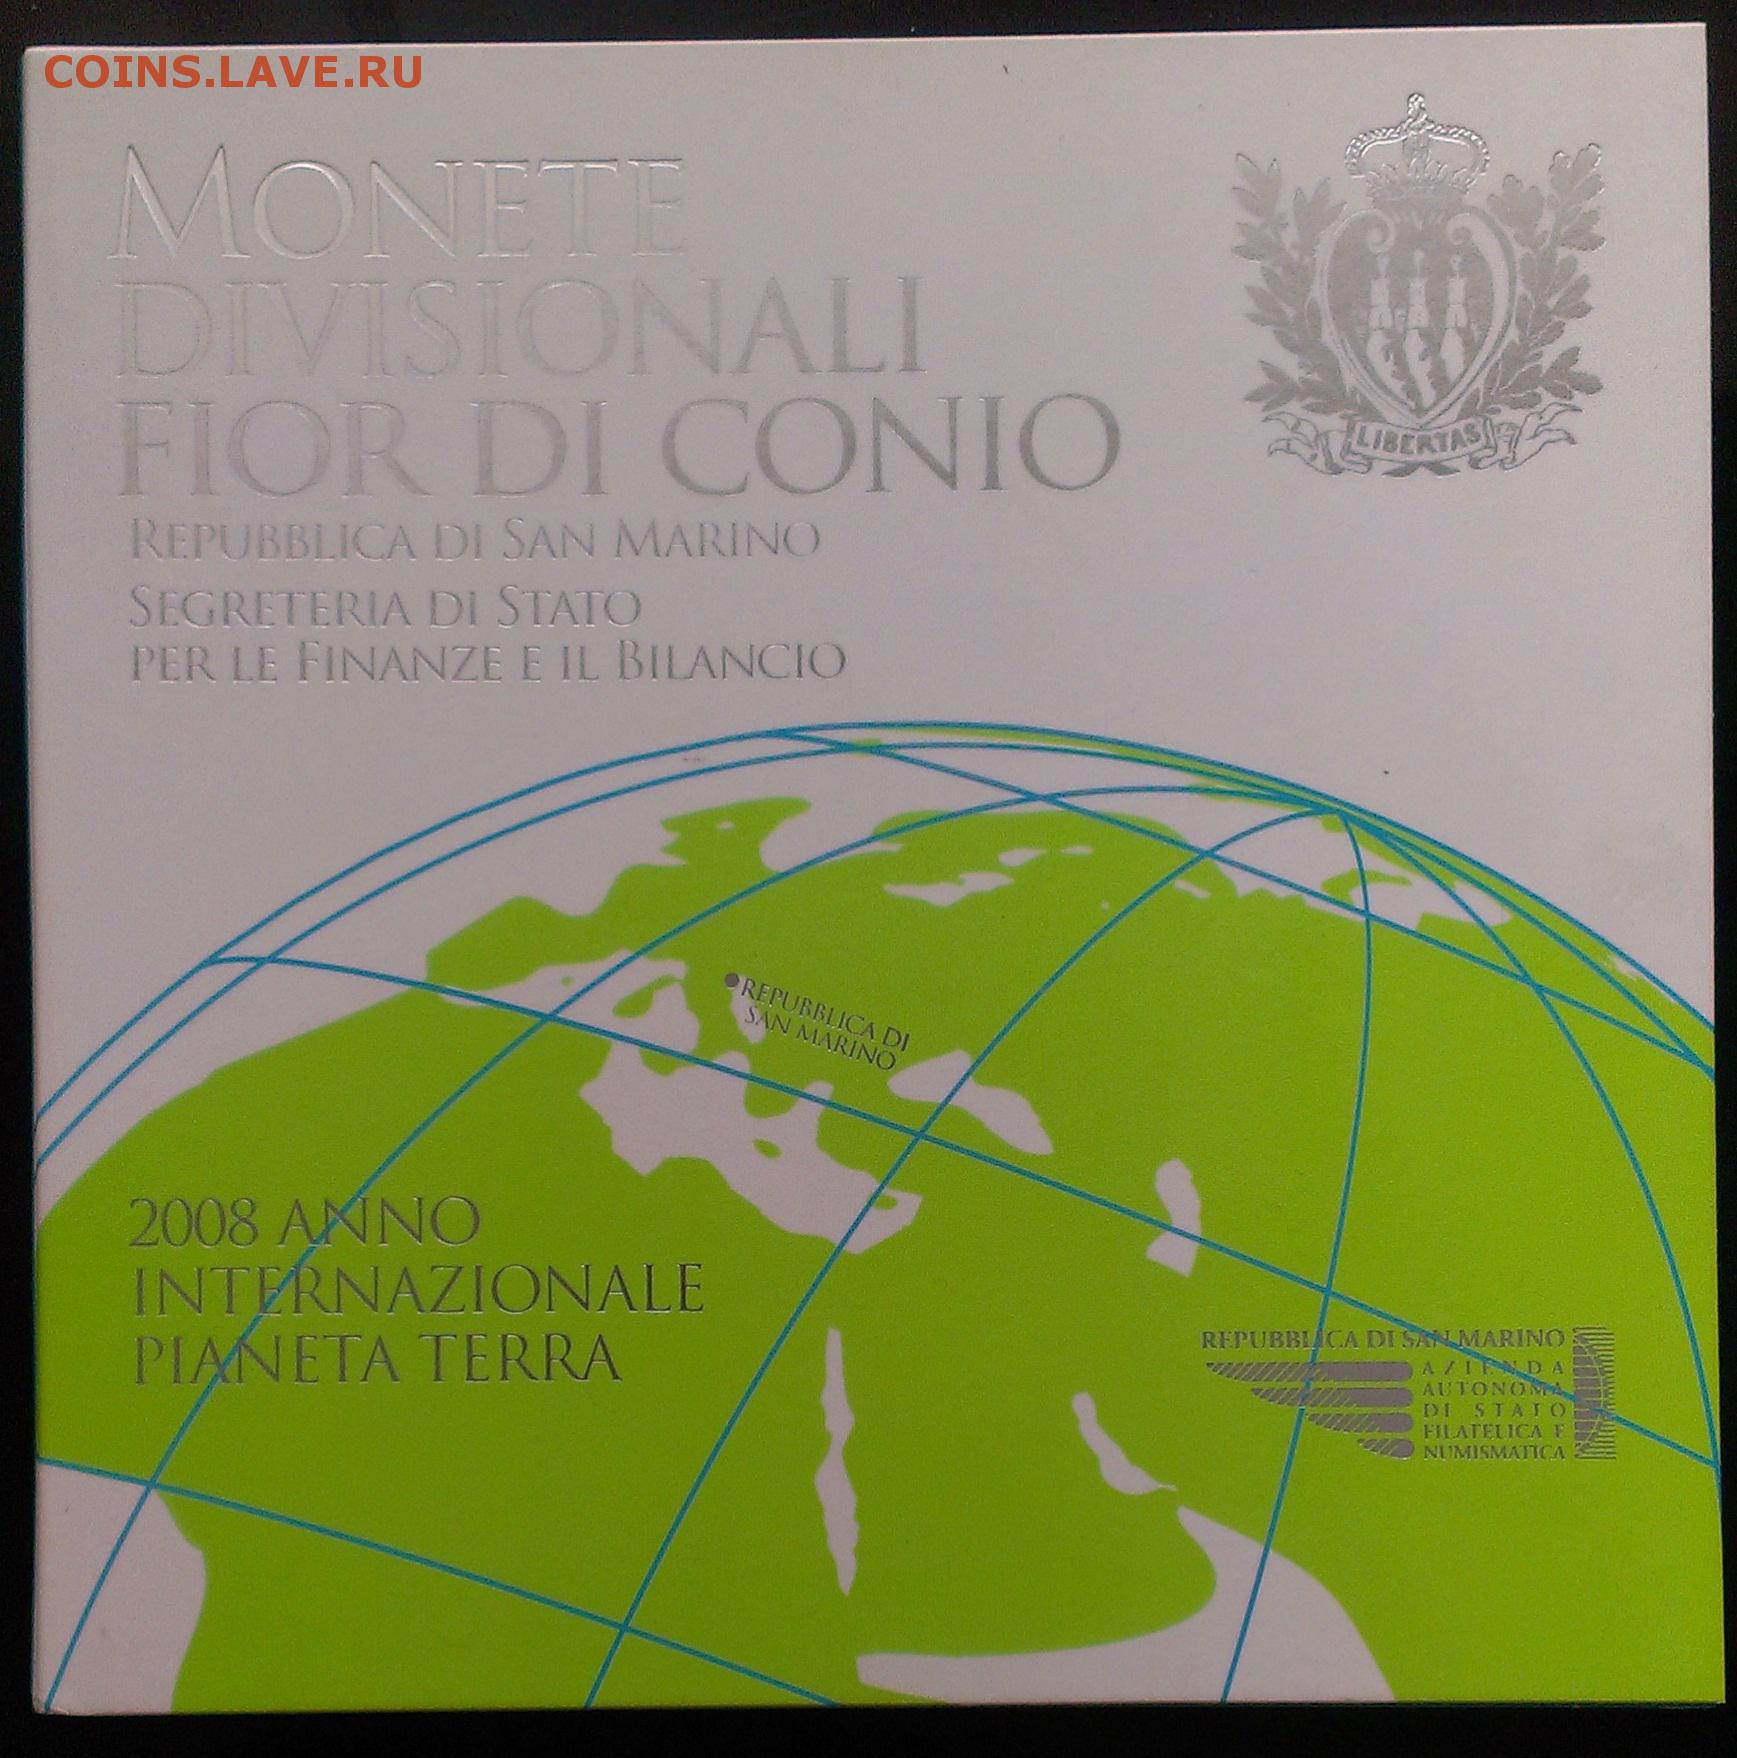 COINS.LAVE.RU
MONETE
DIVISIONALI
FIOR DI CONIO
REPUBBLICA DI SAN MARINO
SEGRETERIA DI STATO
PER LE FINANZE E IL BILANCIO
LIBERTAS
REPUBBLICA DI
SAN MARINO
2008 ANNO
INTERNAZIONALE
PIANETA TERRA
REPUBBLICA DI SAN MARINO
AZIENDA
AUTONOMA
DI STATO
FILATELICA E
NUMISMATICA